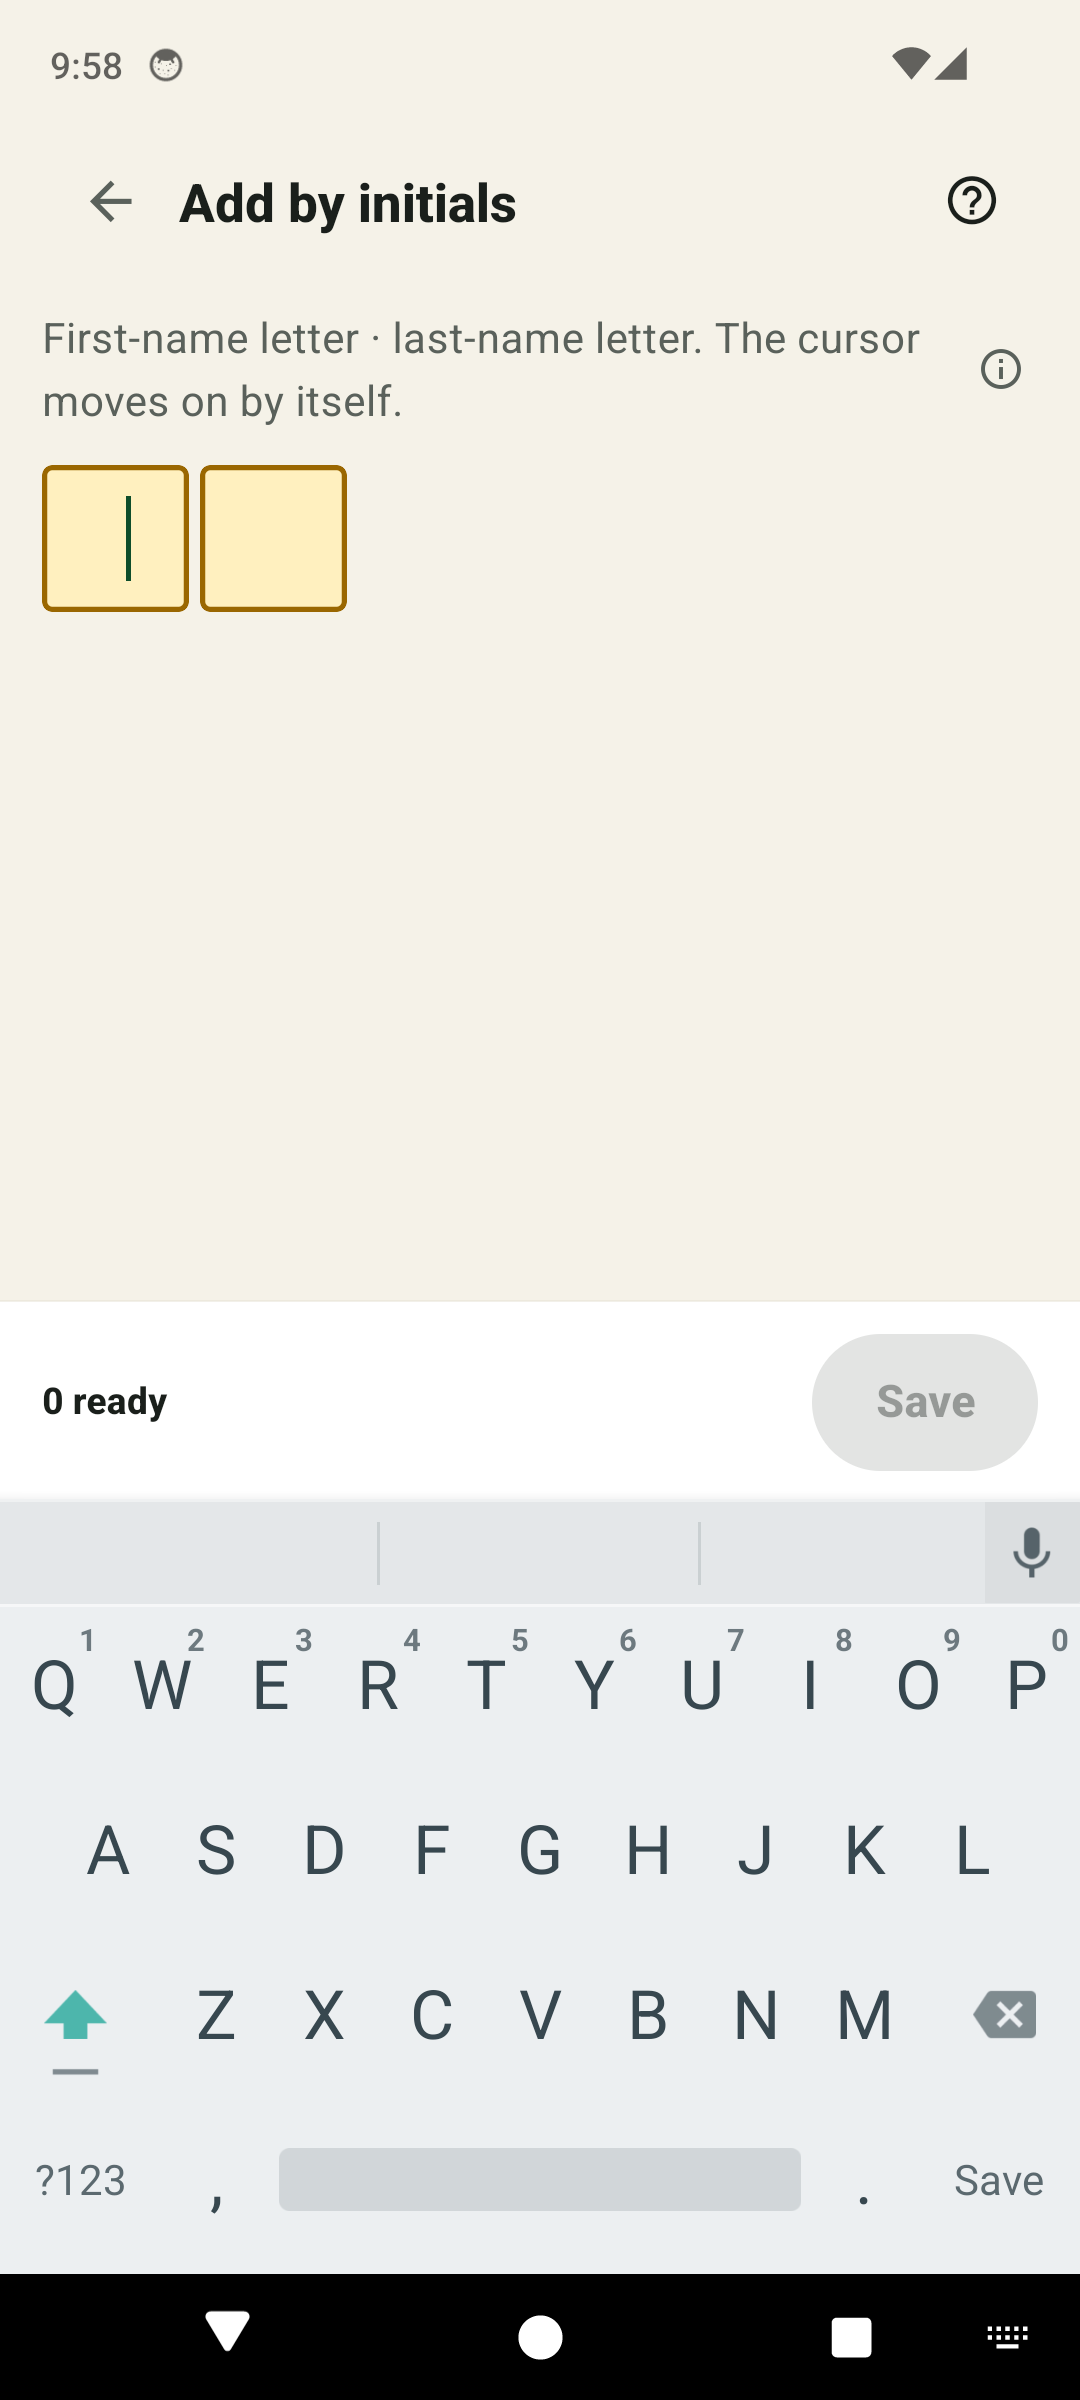 9:58
Add by initials
First-name letter · last-name letter. The cursor
moves on by itself.
0 ready
Save
1 2 3 4 5 6 7 8 9 0
Q W E R T Y U I O P
A S D F G H J K L
Z X C V B N M
?123 , . Save